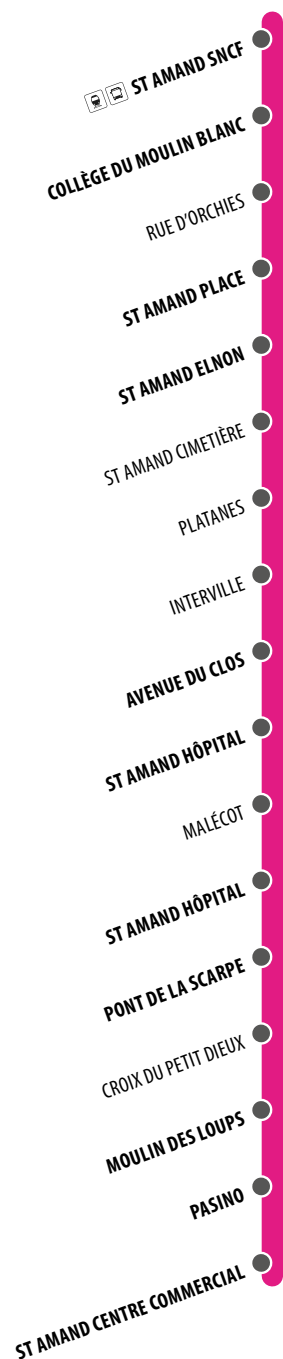 ST AMAND SNCF
COLLÈGE DU MOULIN BLANC
RUE D'ORCHIES
ST AMAND PLACE
ST AMAND ELNON
ST AMAND CIMETIÈRE
PLATANES
INTERVILLE
AVENUE DU CLOS
ST AMAND HÔPITAL
MALÉCOT
ST AMAND HÔPITAL
PONT DE LA SCARPE
CROIX DU PETIT DIEUX
MOULIN DES LOUPS
PASINO
ST AMAND CENTRE COMMERCIAL